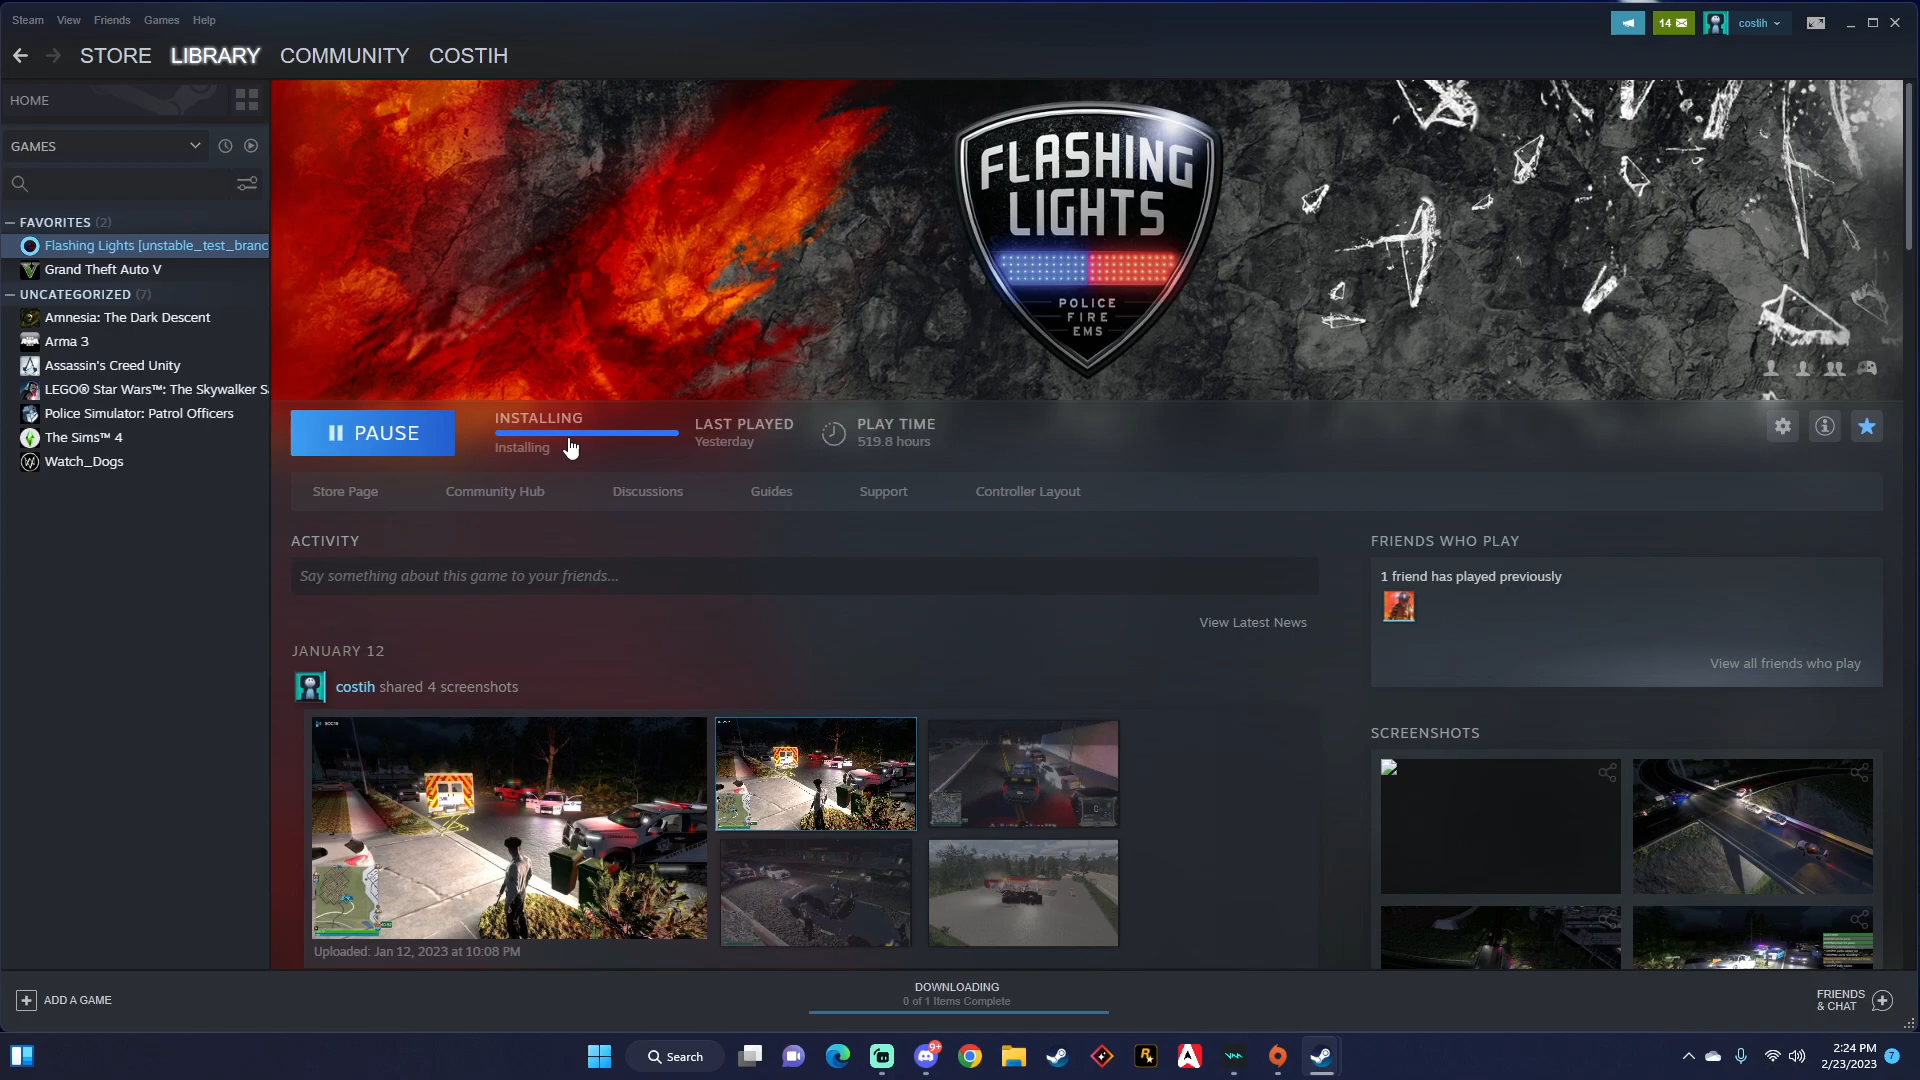 Steam View Friends Games Help
14
costih
STORE LIBRARY COMMUNITY COSTIH
HOME
GAMES
FAVORITES (2)
Flashing Lights [unstable_test_branc
Grand Theft Auto V
UNCATEGORIZED (7)
Amnesia: The Dark Descent
Arma 3
Assassin's Creed Unity
LEGO® Star Wars™: The Skywalker S
Police Simulator: Patrol Officers
The Sims™ 4
Watch_Dogs
FLASHING
LIGHTS
POLICE
FIRE
EMS
PAUSE
INSTALLING
Installing
LAST PLAYED
Yesterday
PLAY TIME
519.8 hours
Store Page Community Hub Discussions Guides Support Controller Layout
ACTIVITY
Say something about this game to your friends...
View Latest News
JANUARY 12
costih shared 4 screenshots
Uploaded: Jan 12, 2023 at 10:08 PM
FRIENDS WHO PLAY
1 friend has played previously
View all friends who play
SCREENSHOTS
ADD A GAME
DOWNLOADING
0 of 1 Items Complete
FRIENDS
& CHAT
Search
9+
2:24 PM
2/23/2023
7